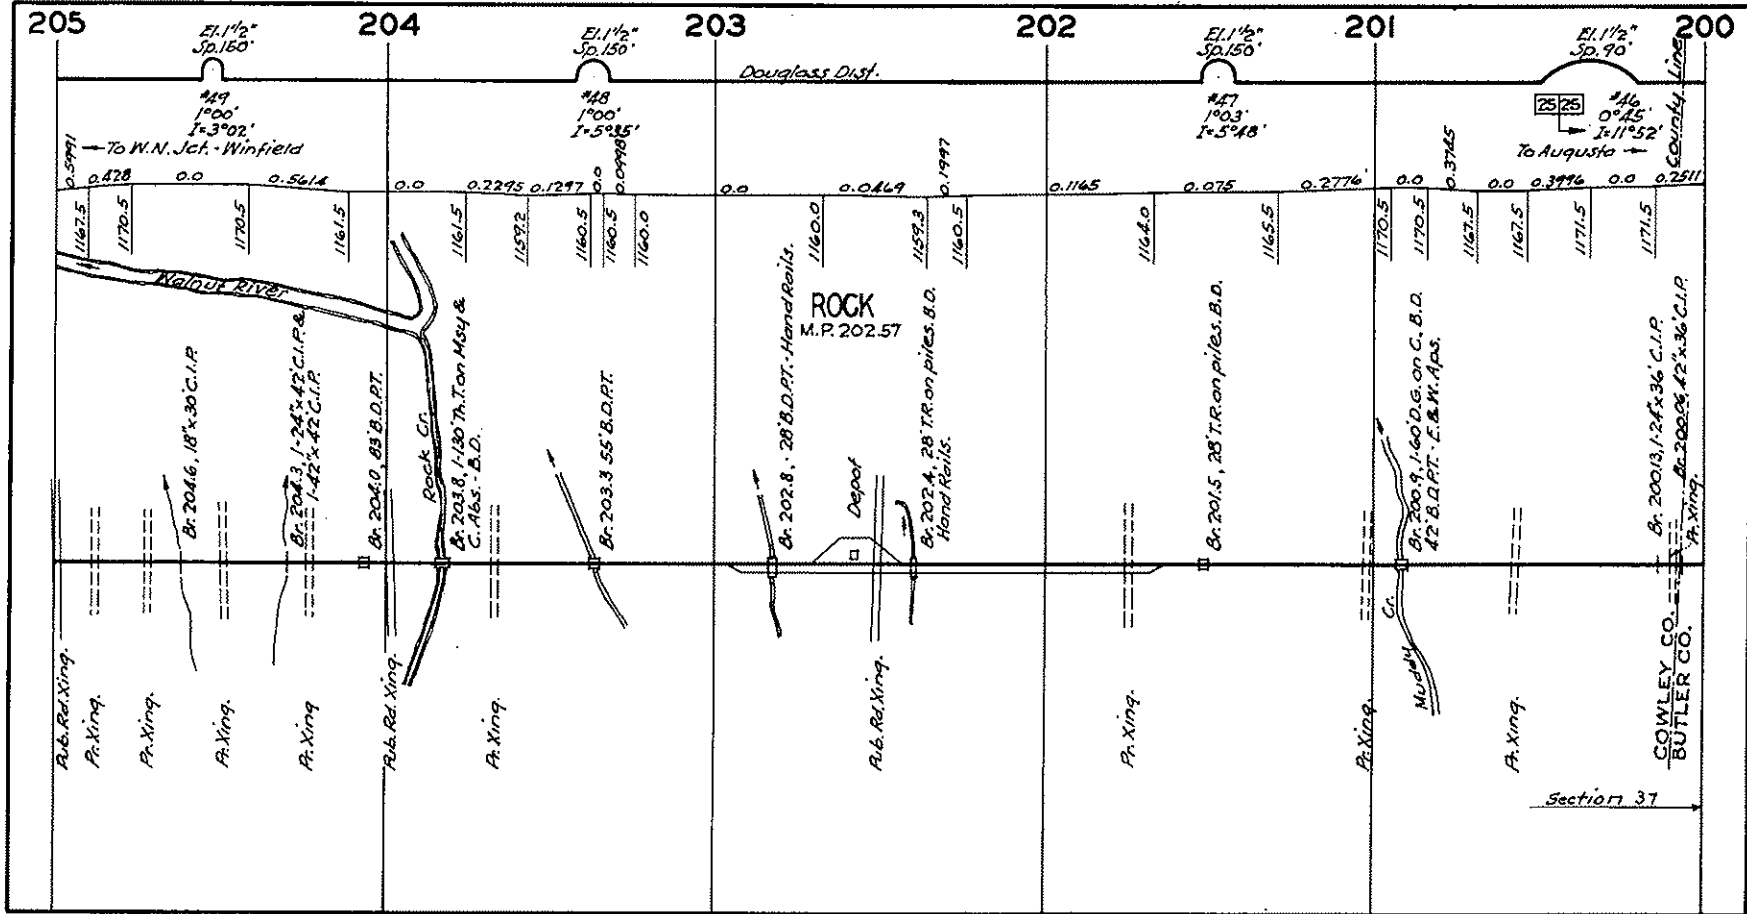 205 204 203 202 201 200
El.1½"
Sp.150'
El.1½"
Sp.150'
El.1½"
Sp.150'
El.1½"
Sp.90'
Douglass Dist.
#49
1°00'
I=3°02'
#48
1°00'
I=5°35'
#47
1°03'
I=5°48'
25 25
#46
0°45'
I=11°52'
County Line
To W.N. Jct. - Winfield
To Augusta
0.5991 0.428 0.0 0.5614 0.0 0.2295 0.1297 0.0 0.0998 0.0 0.0469 0.1997 0.1165 0.075 0.2776' 0.0 0.3745 0.0 0.3996 0.0 0.2511
1167.5 1170.5 1170.5 1161.5 1161.5 1159.2 1160.5 1160.5 1160.0 1160.0 1159.3 1160.5 1164.0 1165.5 1170.5 1170.5 1167.5 1167.5 1171.5 1171.5
Walnut River
ROCK
M.P. 202.57
Br. 204.6, 18"x30' C.I.P.
Br. 204.3, 1-24"x42' C.I.P. &
1-42"x42' C.I.P.
Br. 204.0, 83' B.D.P.T.
Rock Cr.
Br. 203.8, 1-130' Th.T. on Msy &
C. Abs. - B.D.
Br. 203.3 55' B.D.P.T.
Br. 202.8, - 28' B.D.P.T. - Hand Rails.
Depot
Br. 202.4, 28' T.R. on piles. B.D.
Hand Rails.
Br. 201.5, 28' T.R. on piles. B.D.
Br. 200.9, 1-60' D.G. on C. B.D.
42' B.D.P.T. - E.&W. Aps.
Muddy Cr.
Br. 200.13, 1-24"x36' C.I.P.
Br. 200.06, 42"x36' C.I.P.
Pr. Xing.
Pub. Rd. Xing.
Pr. Xing.
Pr. Xing.
Pr. Xing.
Pr. Xing
Pub. Rd. Xing.
Pr. Xing.
Pub. Rd. Xing.
Pr. Xing.
Pr. Xing.
Pr. Xing.
COWLEY CO.
BUTLER CO.
Section 37